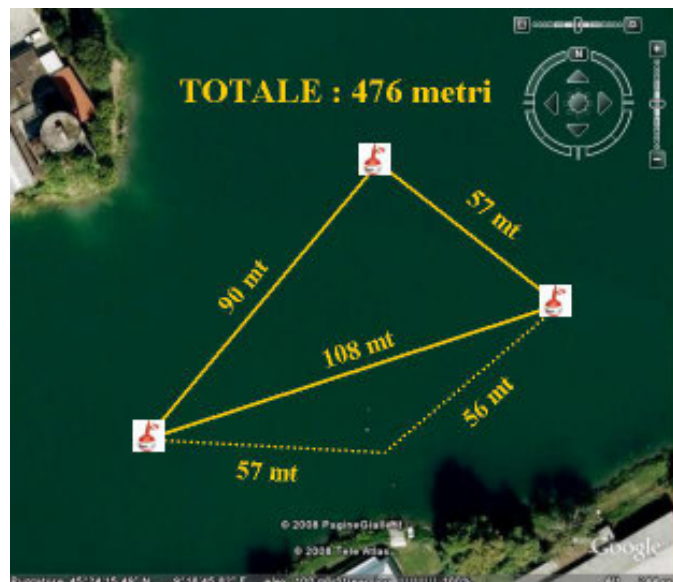 N
TOTALE : 476 metri
57 mt
90 mt
108 mt
56 mt
57 mt
© 2008 PagineGialle.it
© 2008 Tele Atlas
Google